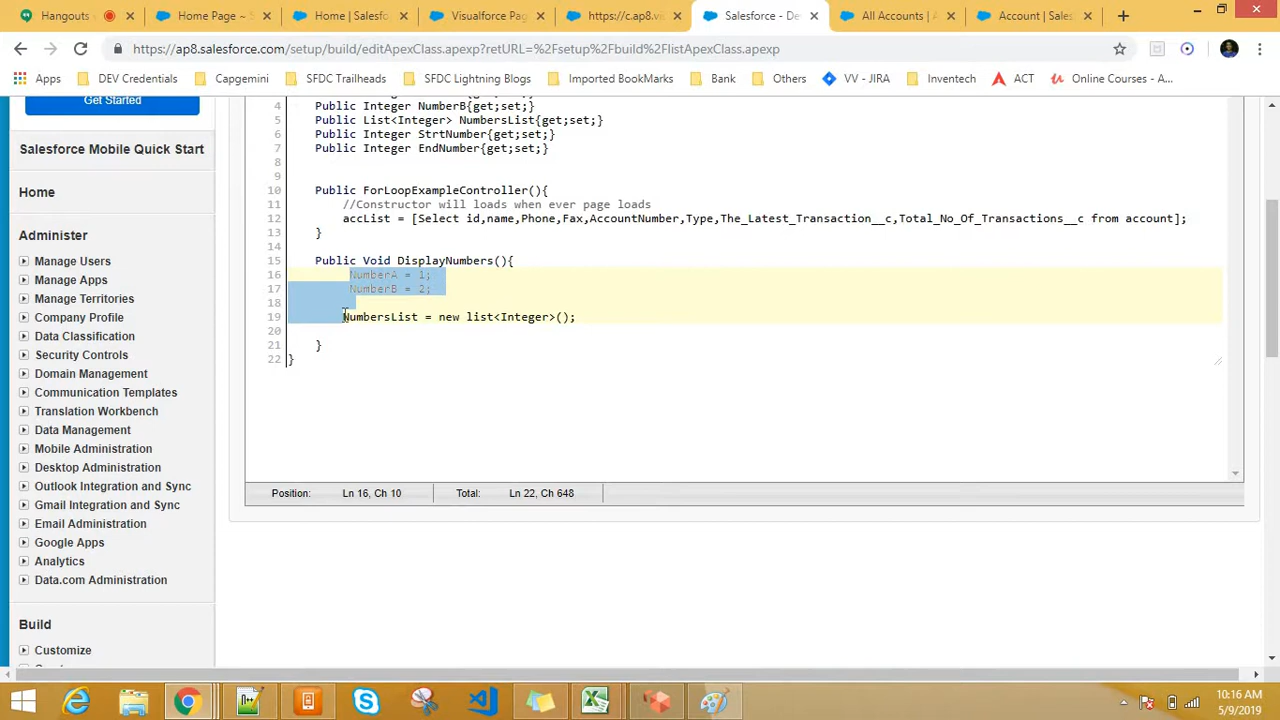 Hangouts
Home Page ~ S
Home | Salesfo
Visualforce Pag
https://c.ap8.vi
Salesforce - De
All Accounts | A
Account | Sales
https://ap8.salesforce.com/setup/build/editApexClass.apexp?retURL=%2Fsetup%2Fbuild%2FlistApexClass.apexp
Apps
DEV Credentials
Capgemini
SFDC Trailheads
SFDC Lightning Blogs
Imported BookMarks
Bank
Others
VV - JIRA
Inventech
ACT
Online Courses - A...
Get Started
Salesforce Mobile Quick Start
Home
Administer
Manage Users
Manage Apps
Manage Territories
Company Profile
Data Classification
Security Controls
Domain Management
Communication Templates
Translation Workbench
Data Management
Mobile Administration
Desktop Administration
Outlook Integration and Sync
Gmail Integration and Sync
Email Administration
Google Apps
Analytics
Data.com Administration
Build
Customize
4 Public Integer NumberB{get;set;}
5 Public List<Integer> NumbersList{get;set;}
6 Public Integer StrtNumber{get;set;}
7 Public Integer EndNumber{get;set;}
8
9
10 Public ForLoopExampleController(){
11 //Constructor will loads when ever page loads
12 accList = [Select id,name,Phone,Fax,AccountNumber,Type,The_Latest_Transaction__c,Total_No_Of_Transactions__c from account];
13 }
14
15 Public Void DisplayNumbers(){
16 NumberA = 1;
17 NumberB = 2;
18
19 NumbersList = new list<Integer>();
20
21 }
22 }
Position: Ln 16, Ch 10 Total: Ln 22, Ch 648
10:16 AM
5/9/2019